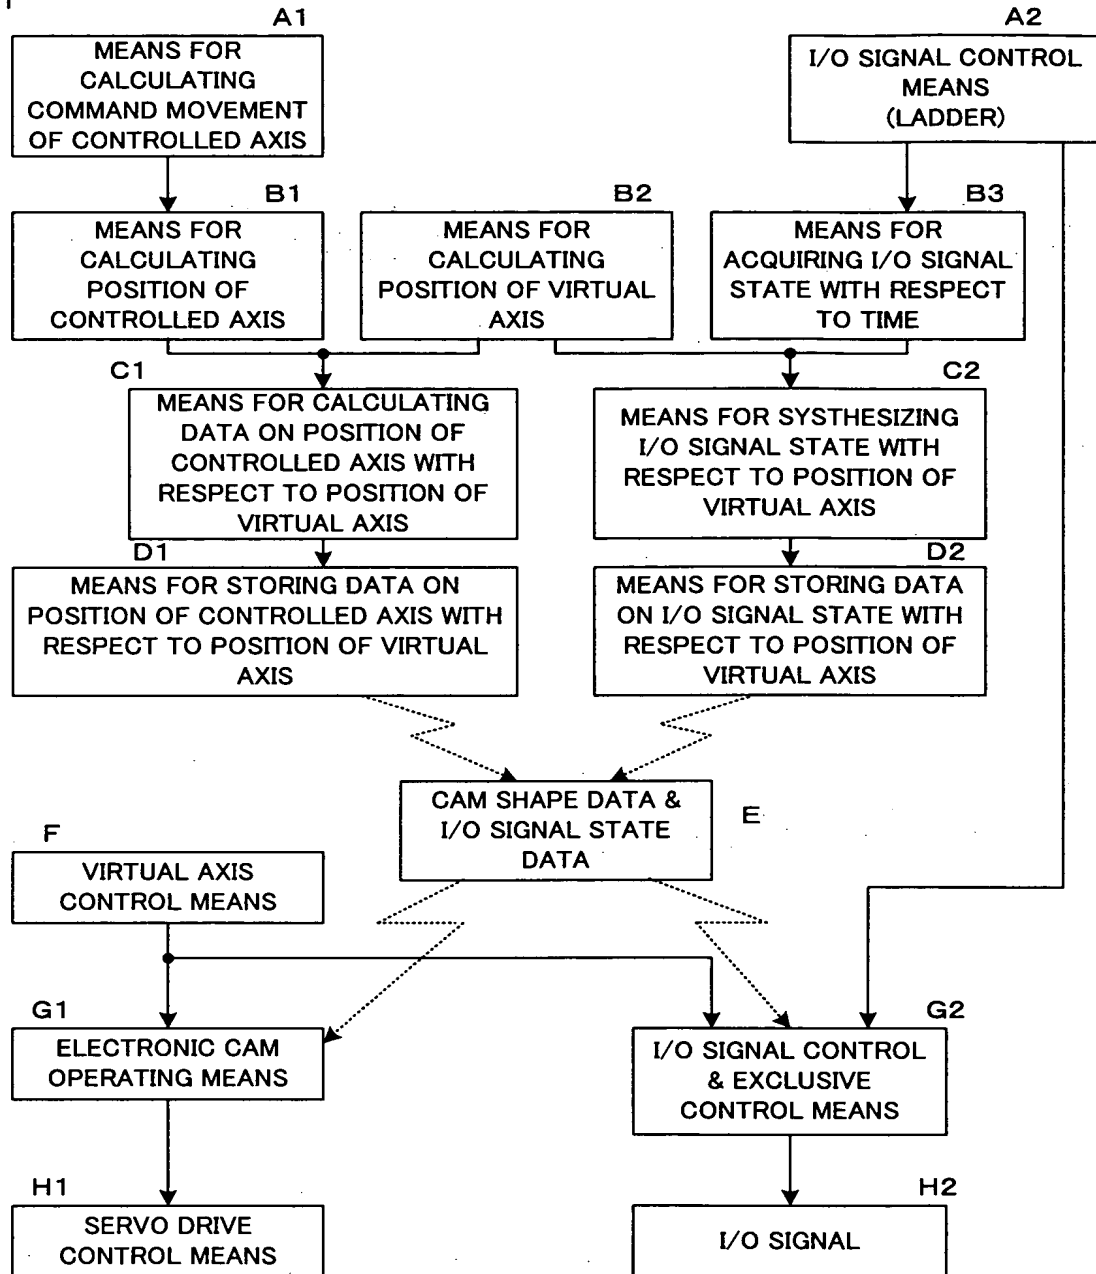 A1
MEANS FOR
CALCULATING
COMMAND MOVEMENT
OF CONTROLLED AXIS
A2
I/O SIGNAL CONTROL
MEANS
(LADDER)
B1
MEANS FOR
CALCULATING
POSITION OF
CONTROLLED AXIS
B2
MEANS FOR
CALCULATING
POSITION OF VIRTUAL
AXIS
B3
MEANS FOR
ACQUIRING I/O SIGNAL
STATE WITH RESPECT
TO TIME
C1
MEANS FOR CALCULATING
DATA ON POSITION OF
CONTROLLED AXIS WITH
RESPECT TO POSITION OF
VIRTUAL AXIS
C2
MEANS FOR SYSTHESIZING
I/O SIGNAL STATE WITH
RESPECT TO POSITION OF
VIRTUAL AXIS
D1
MEANS FOR STORING DATA ON
POSITION OF CONTROLLED AXIS WITH
RESPECT TO POSITION OF VIRTUAL
AXIS
D2
MEANS FOR STORING DATA
ON I/O SIGNAL STATE WITH
RESPECT TO POSITION OF
VIRTUAL AXIS
CAM SHAPE DATA &
I/O SIGNAL STATE
DATA
E
F
VIRTUAL AXIS
CONTROL MEANS
G1
ELECTRONIC CAM
OPERATING MEANS
G2
I/O SIGNAL CONTROL
& EXCLUSIVE
CONTROL MEANS
H1
SERVO DRIVE
CONTROL MEANS
H2
I/O SIGNAL